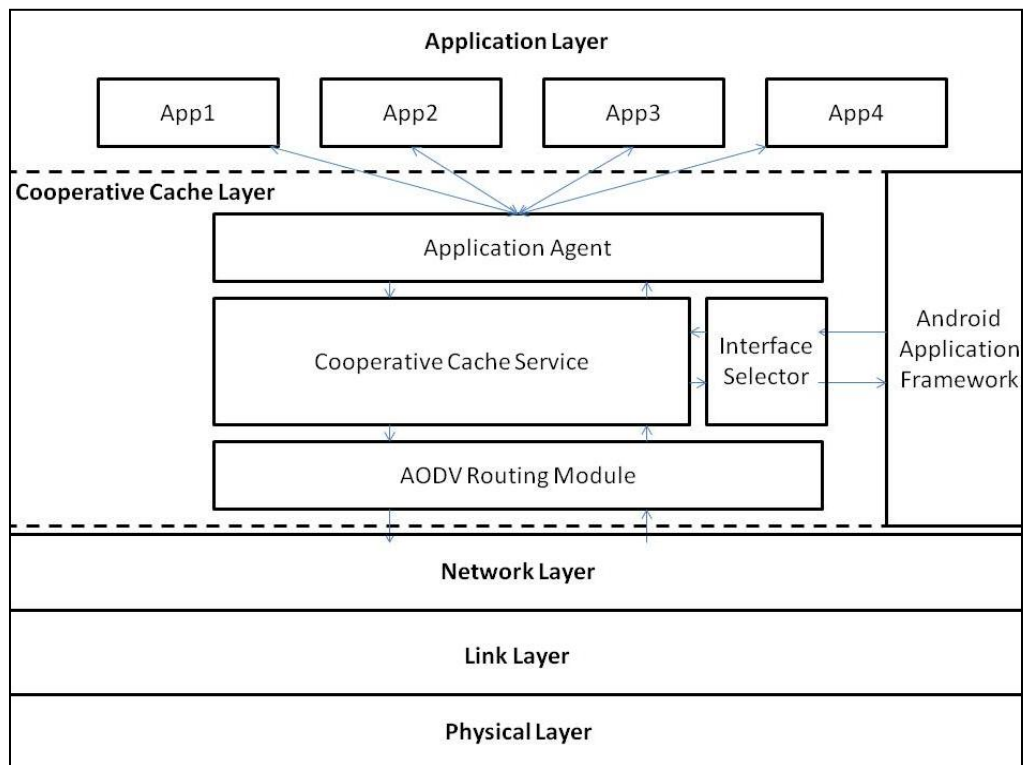 Application Layer
App1
App2
App3
App4
Cooperative Cache Layer
Application Agent
Cooperative Cache Service
Interface
Selector
Android
Application
Framework
AODV Routing Module
Network Layer
Link Layer
Physical Layer